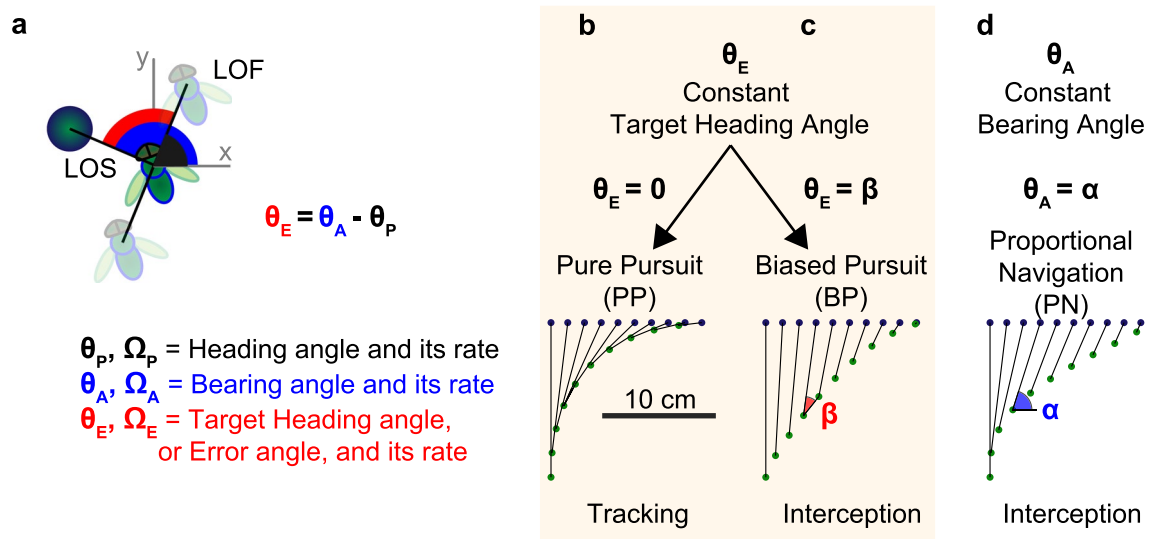 a
y
LOF
LOS
x
θE = θA - θP
θP, ΩP = Heading angle and its rate
θA, ΩA = Bearing angle and its rate
θE, ΩE = Target Heading angle,
or Error angle, and its rate
b
c
θE
Constant
Target Heading Angle
θE = 0
θE = β
Pure Pursuit
(PP)
Biased Pursuit
(BP)
10 cm
β
Tracking
Interception
d
θA
Constant
Bearing Angle
θA = α
Proportional
Navigation
(PN)
α
Interception